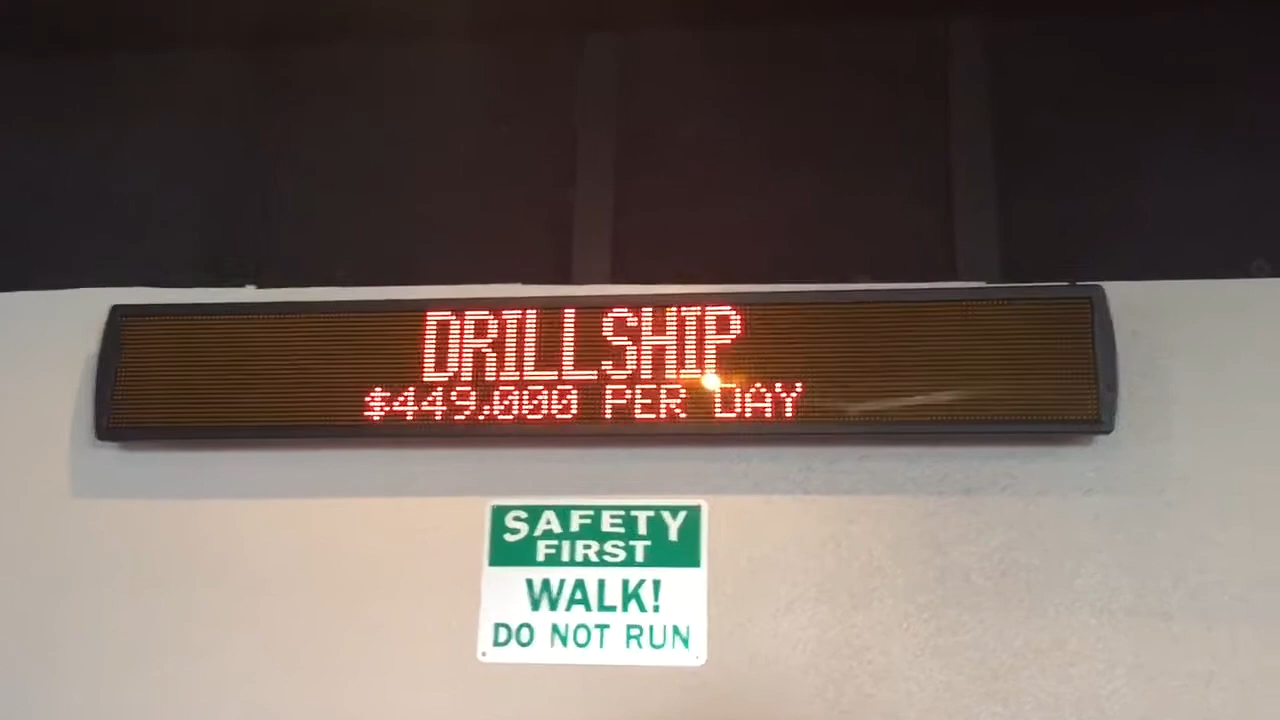 DRILLSHIP
$449,000 PER DAY
SAFETY
FIRST
WALK!
DO NOT RUN